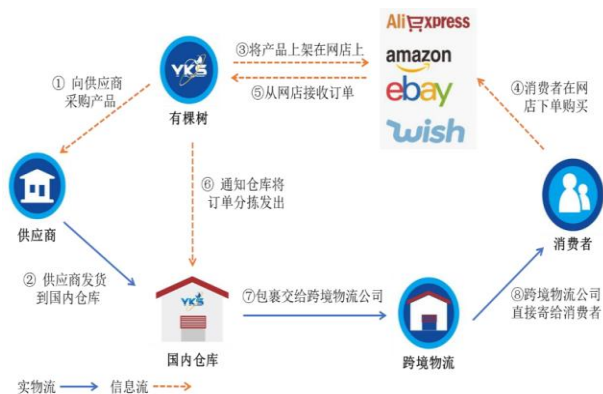 ③将产品上架在网店上
AliExpress
YKS
amazon
① 向供应商
采购产品
⑤从网店接收订单
ebay
④消费者在网
店下单购买
有棵树
wish
⑥ 通知仓库将
订单分拣发出
供应商
消费者
② 供应商发货
到国内仓库
YKS
⑦包裹交给跨境物流公司
⑧跨境物流公司
直接寄给消费者
国内仓库
跨境物流
实物流
信息流